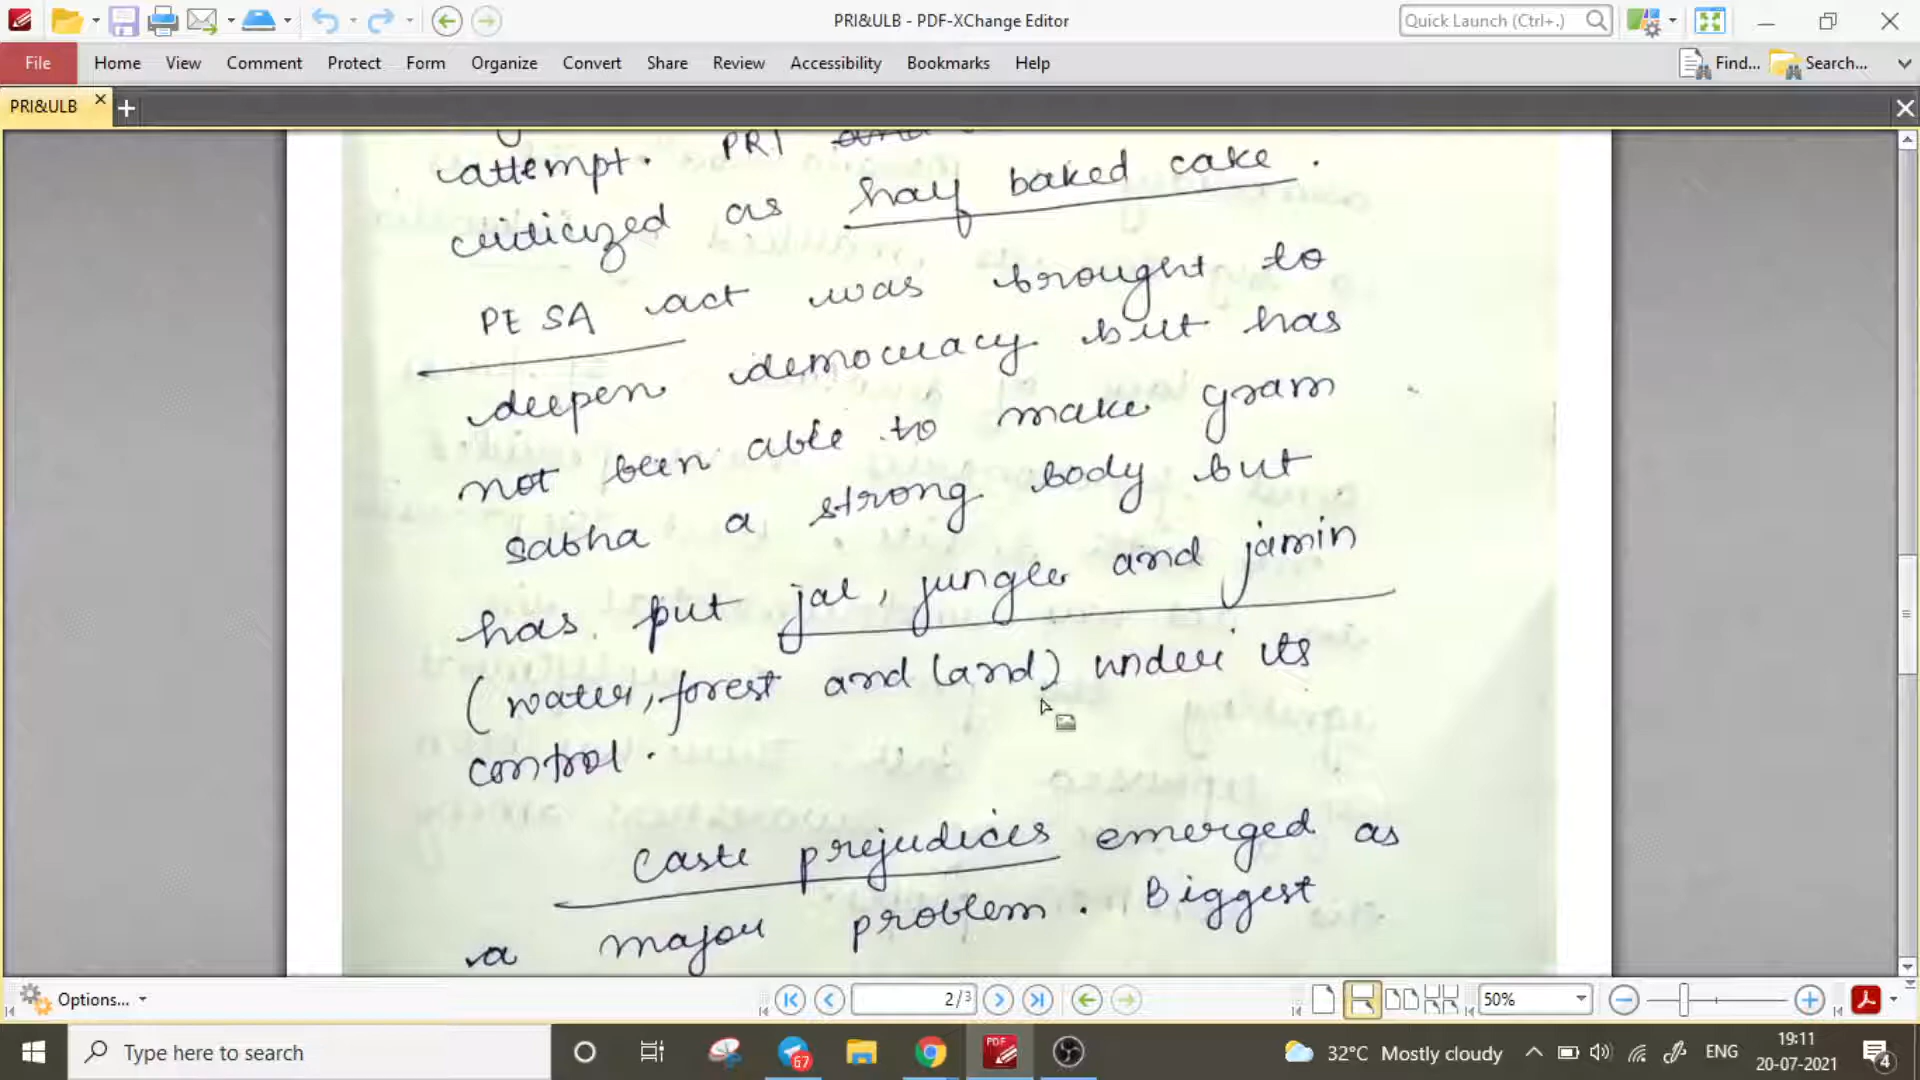 PRI&ULB - PDF-XChange Editor
Quick Launch (Ctrl+.)
File Home View Comment Protect Form Organize Convert Share Review Accessibility Bookmarks Help
Find... Search...
PRI&ULB
attempt. PRI
criticized as half baked cake.
PESA act was brought to
deepen democracy but has
not been able to make gram
sabha a strong body but
has put jal, jungle and jamin
(water, forest and land) under its
control.
Caste prejudices emerged as
a major problem. Biggest
Options...
2/3
50%
Type here to search
67
32°C Mostly cloudy
ENG
19:11
20-07-2021
4